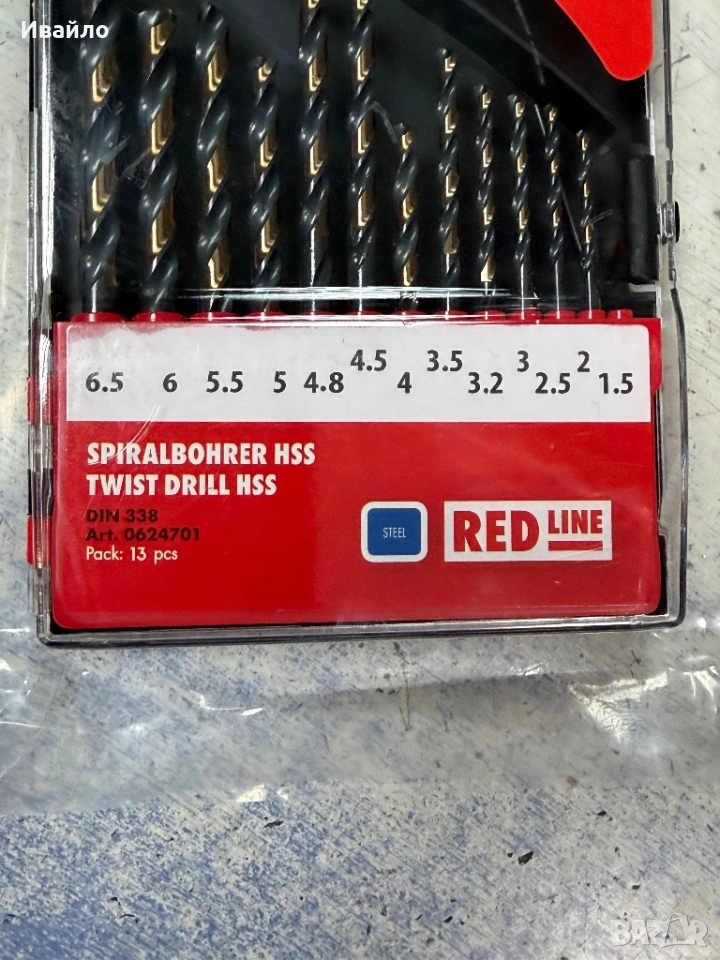 Ивайло
6.5 6 5.5 5 4.8 4.5 4 3.5 3.2 3 2.5 2 1.5
SPIRALBOHRER HSS
TWIST DRILL HSS
DIN 338
Art. 0624701
Pack: 13 pcs
STEEL
RED LINE
BAZAR